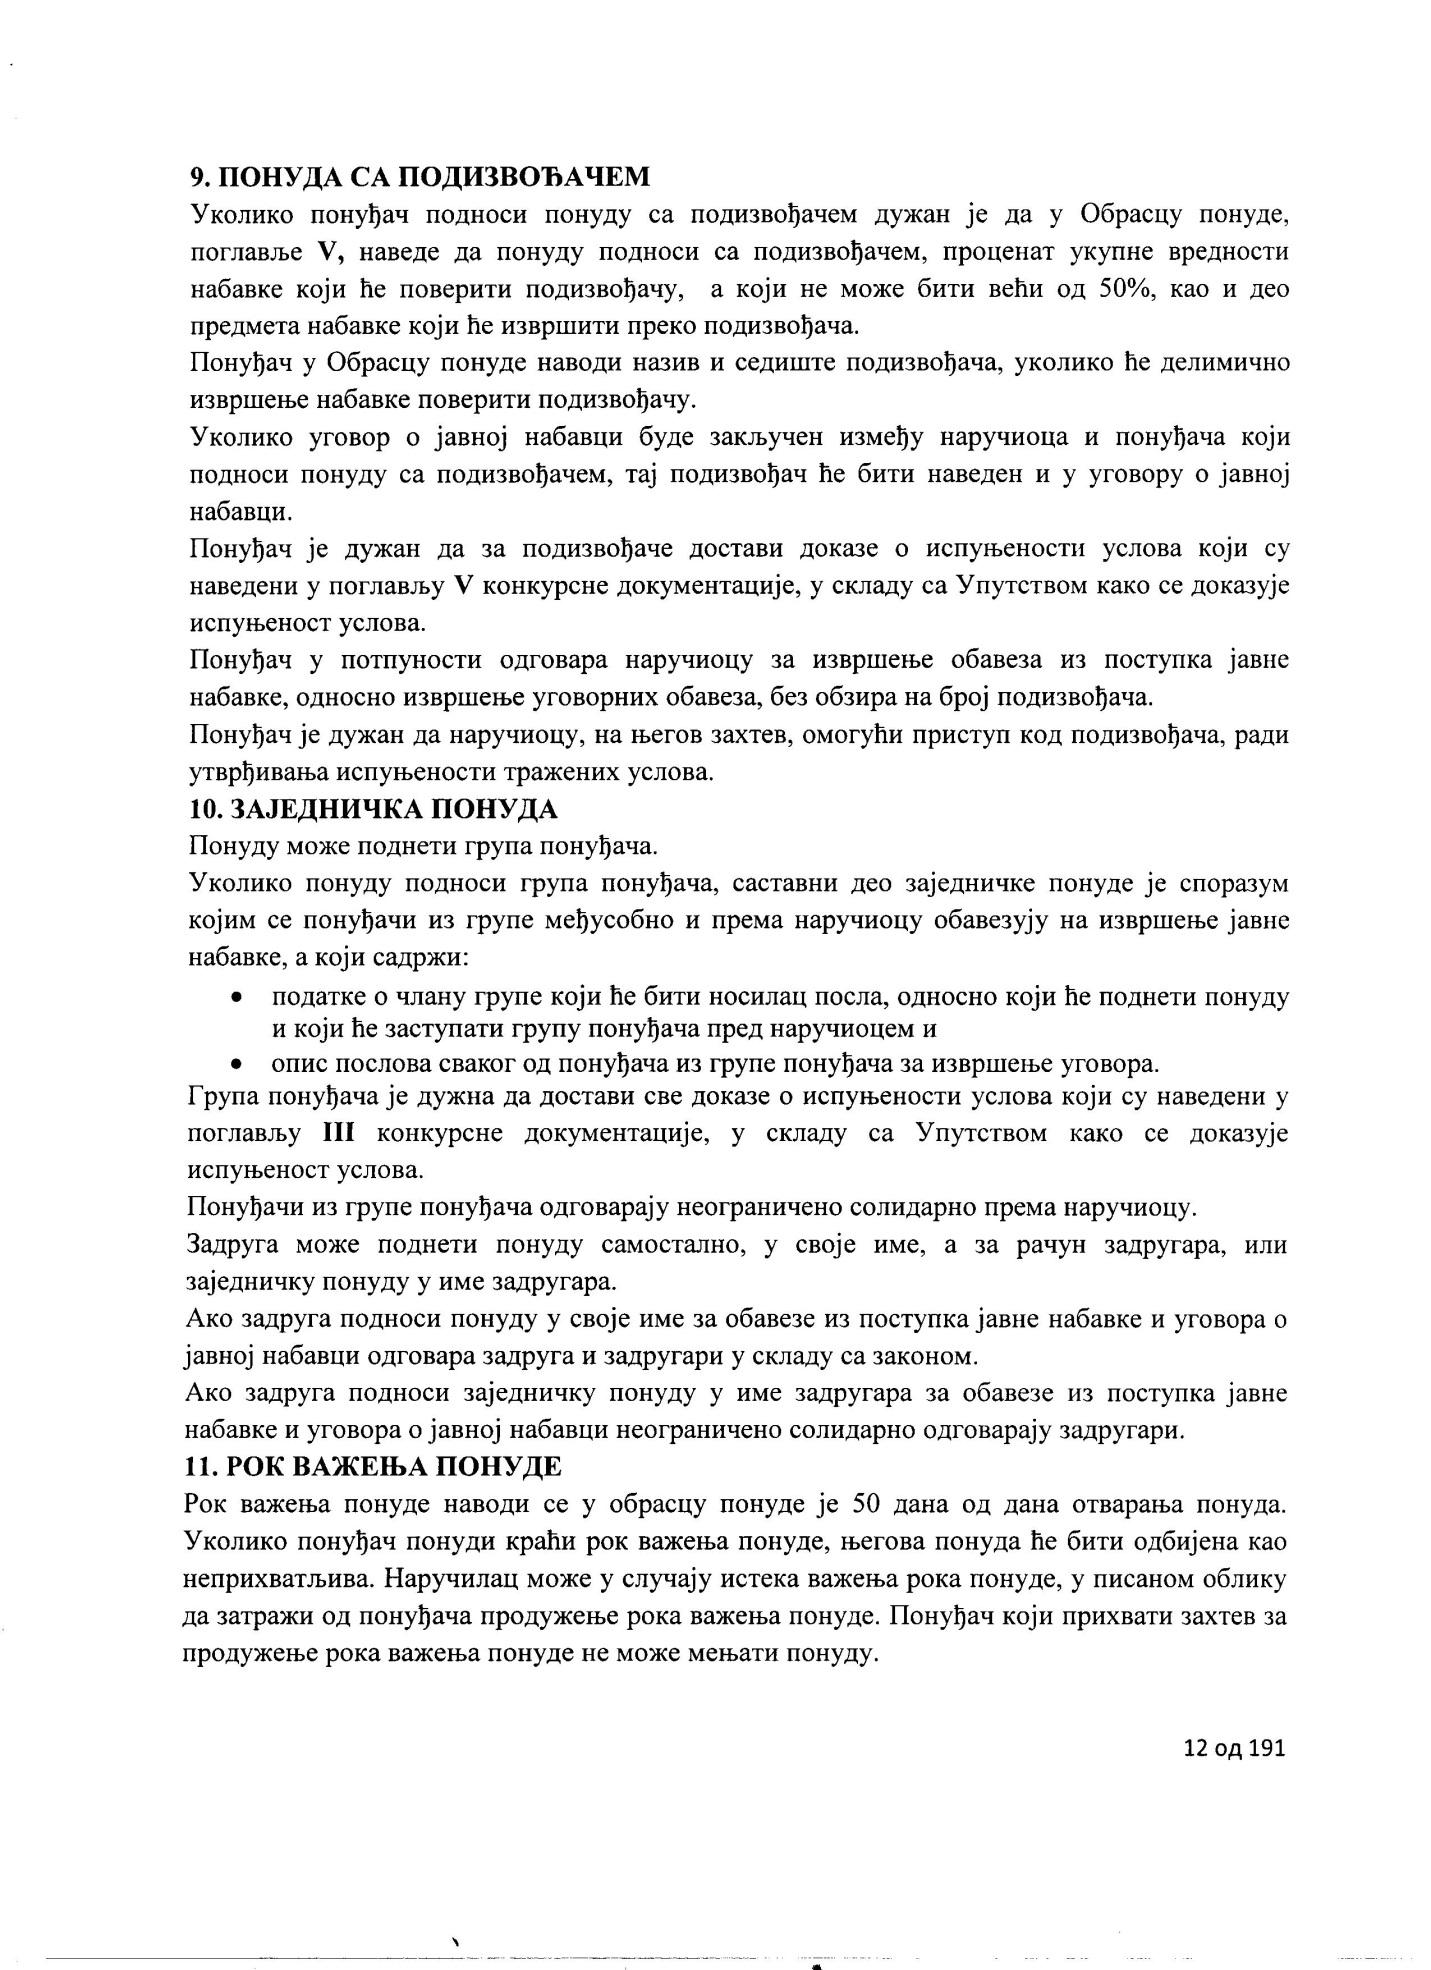 9. ПОНУДА СА ПОДИЗВОЂАЧЕМ
Уколико понуђач подноси понуду са подизвођачем дужан је да у Обрасцу понуде,
поглавље V, наведе да понуду подноси са подизвођачем, проценат укупне вредности
набавке који ће поверити подизвођачу, а који не може бити већи од 50%, као и део
предмета набавке који ће извршити преко подизвођача.
Понуђач у Обрасцу понуде наводи назив и седиште подизвођача, уколико ће делимично
извршење набавке поверити подизвођачу.
Уколико уговор о јавној набавци буде закључен између наручиоца и понуђача који
подноси понуду са подизвођачем, тај подизвођач ће бити наведен и у уговору о јавној
набавци.
Понуђач је дужан да за подизвођаче достави доказе о испуњености услова који су
наведени у поглављу V конкурсне документације, у складу са Упутством како се доказује
испуњеност услова.
Понуђач у потпуности одговара наручиоцу за извршење обавеза из поступка јавне
набавке, односно извршење уговорних обавеза, без обзира на број подизвођача.
Понуђач је дужан да наручиоцу, на његов захтев, омогући приступ код подизвођача, ради
утврђивања испуњености тражених услова.
10. ЗАЈЕДНИЧКА ПОНУДА
Понуду може поднети група понуђача.
Уколико понуду подноси група понуђача, саставни део заједничке понуде је споразум
којим се понуђачи из групе међусобно и према наручиоцу обавезују на извршење јавне
набавке, а који садржи:
• податке о члану групе који ће бити носилац посла, односно који ће поднети понуду
и који ће заступати групу понуђача пред наручиоцем и
• опис послова сваког од понуђача из групе понуђача за извршење уговора.
Група понуђача је дужна да достави све доказе о испуњености услова који су наведени у
поглављу III конкурсне документације, у складу са Упутством како се доказује
испуњеност услова.
Понуђачи из групе понуђача одговарају неограничено солидарно према наручиоцу.
Задруга може поднети понуду самостално, у своје име, а за рачун задругара, или
заједничку понуду у име задругара.
Ако задруга подноси понуду у своје име за обавезе из поступка јавне набавке и уговора о
јавној набавци одговара задруга и задругари у складу са законом.
Ако задруга подноси заједничку понуду у име задругара за обавезе из поступка јавне
набавке и уговора о јавној набавци неограничено солидарно одговарају задругари.
11. РОК ВАЖЕЊА ПОНУДЕ
Рок важења понуде наводи се у обрасцу понуде је 50 дана од дана отварања понуда.
Уколико понуђач понуди краћи рок важења понуде, његова понуда ће бити одбијена као
неприхватљива. Наручилац може у случају истека важења рока понуде, у писаном облику
да затражи од понуђача продужење рока важења понуде. Понуђач који прихвати захтев за
продужење рока важења понуде не може мењати понуду.
12 од 191